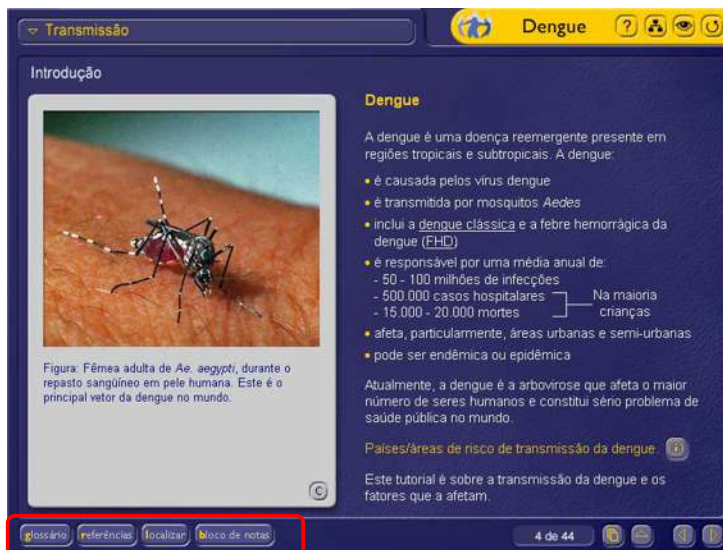 Transmissão
Dengue
Introdução
Dengue
A dengue é uma doença reemergente presente em
regiões tropicais e subtropicais. A dengue:
• é causada pelos vírus dengue
• é transmitida por mosquitos Aedes
• inclui a dengue clássica e a febre hemorrágica da
dengue (FHD)
• é responsável por uma média anual de:
- 50 - 100 milhões de infecções
- 500.000 casos hospitalares
- 15.000 - 20.000 mortes
Na maioria
crianças
• afeta, particularmente, áreas urbanas e semi-urbanas
• pode ser endêmica ou epidêmica
Atualmente, a dengue é a arbovirose que afeta o maior
número de seres humanos e constitui sério problema de
saúde pública no mundo.
Países/áreas de risco de transmissão da dengue.
Este tutorial é sobre a transmissão da dengue e os
fatores que a afetam.
Figura: Fêmea adulta de Ae. aegypti, durante o
repasto sangüíneo em pele humana. Este é o
principal vetor da dengue no mundo.
C
glossário referências localizar bloco de notas
4 de 44